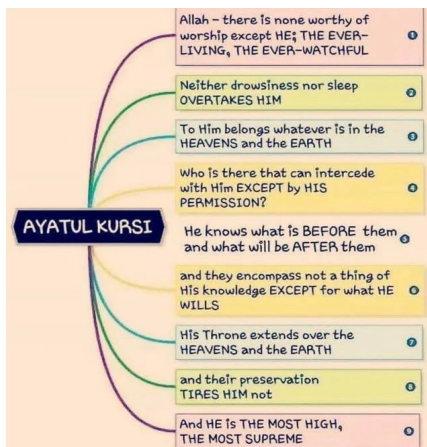 Allah – there is none worthy of
worship except HE; THE EVER-
LIVING, THE EVER-WATCHFUL
1
Neither drowsiness nor sleep
OVERTAKES HIM
2
To Him belongs whatever is in the
HEAVENS and the EARTH
3
Who is there that can intercede
with Him EXCEPT by HIS
PERMISSION?
4
AYATUL KURSI
He knows what is BEFORE them
and what will be AFTER them
5
and they encompass not a thing of
His knowledge EXCEPT for what HE
WILLS
6
His Throne extends over the
HEAVENS and the EARTH
7
and their preservation
TIRES HIM not
8
And HE is THE MOST HIGH,
THE MOST SUPREME
9